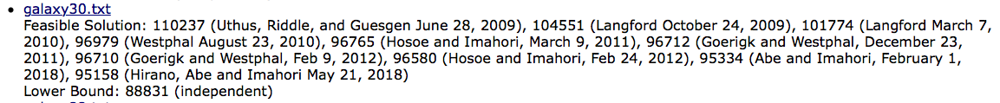 galaxy30.txt
Feasible Solution: 110237 (Uthus, Riddle, and Guesgen June 28, 2009), 104551 (Langford October 24, 2009), 101774 (Langford March 7,
2010), 96979 (Westphal August 23, 2010), 96765 (Hosoe and Imahori, March 9, 2011), 96712 (Goerigk and Westphal, December 23,
2011), 96710 (Goerigk and Westphal, Feb 9, 2012), 96580 (Hosoe and Imahori, Feb 24, 2012), 95334 (Abe and Imahori, February 1,
2018), 95158 (Hirano, Abe and Imahori May 21, 2018)
Lower Bound: 88831 (independent)